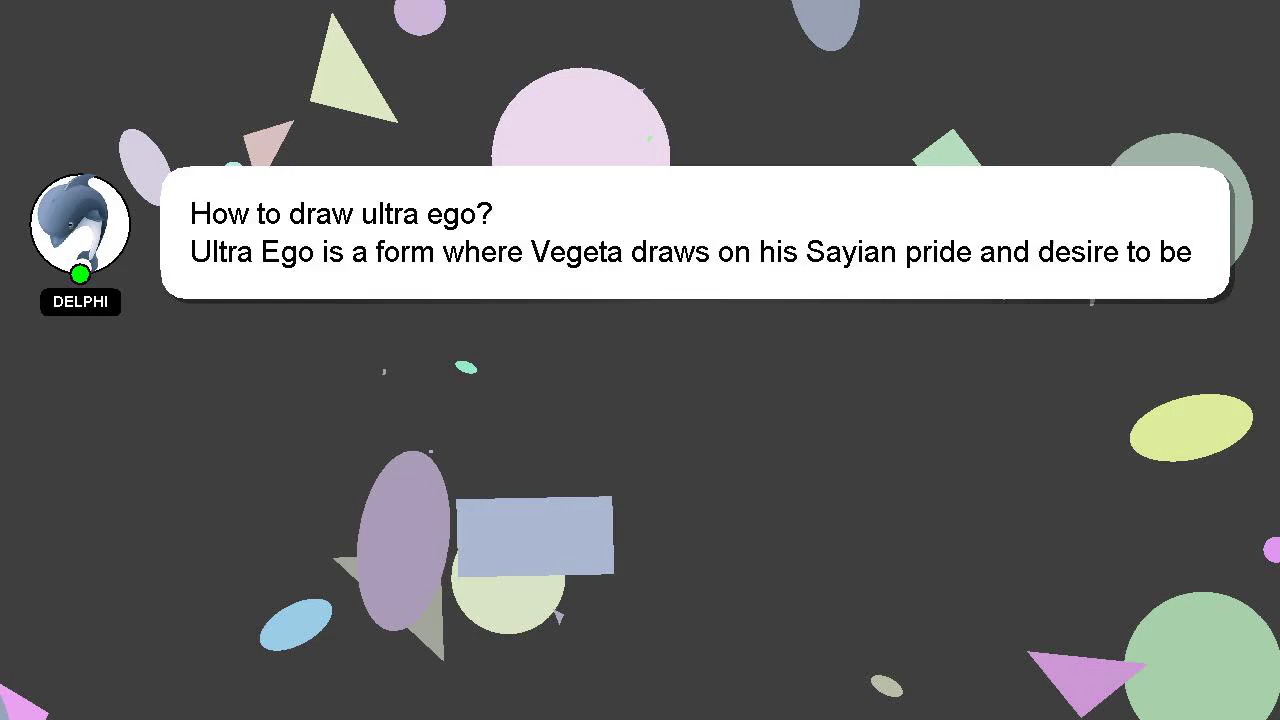 How to draw ultra ego?
Ultra Ego is a form where Vegeta draws on his Sayian pride and desire to be
DELPHI